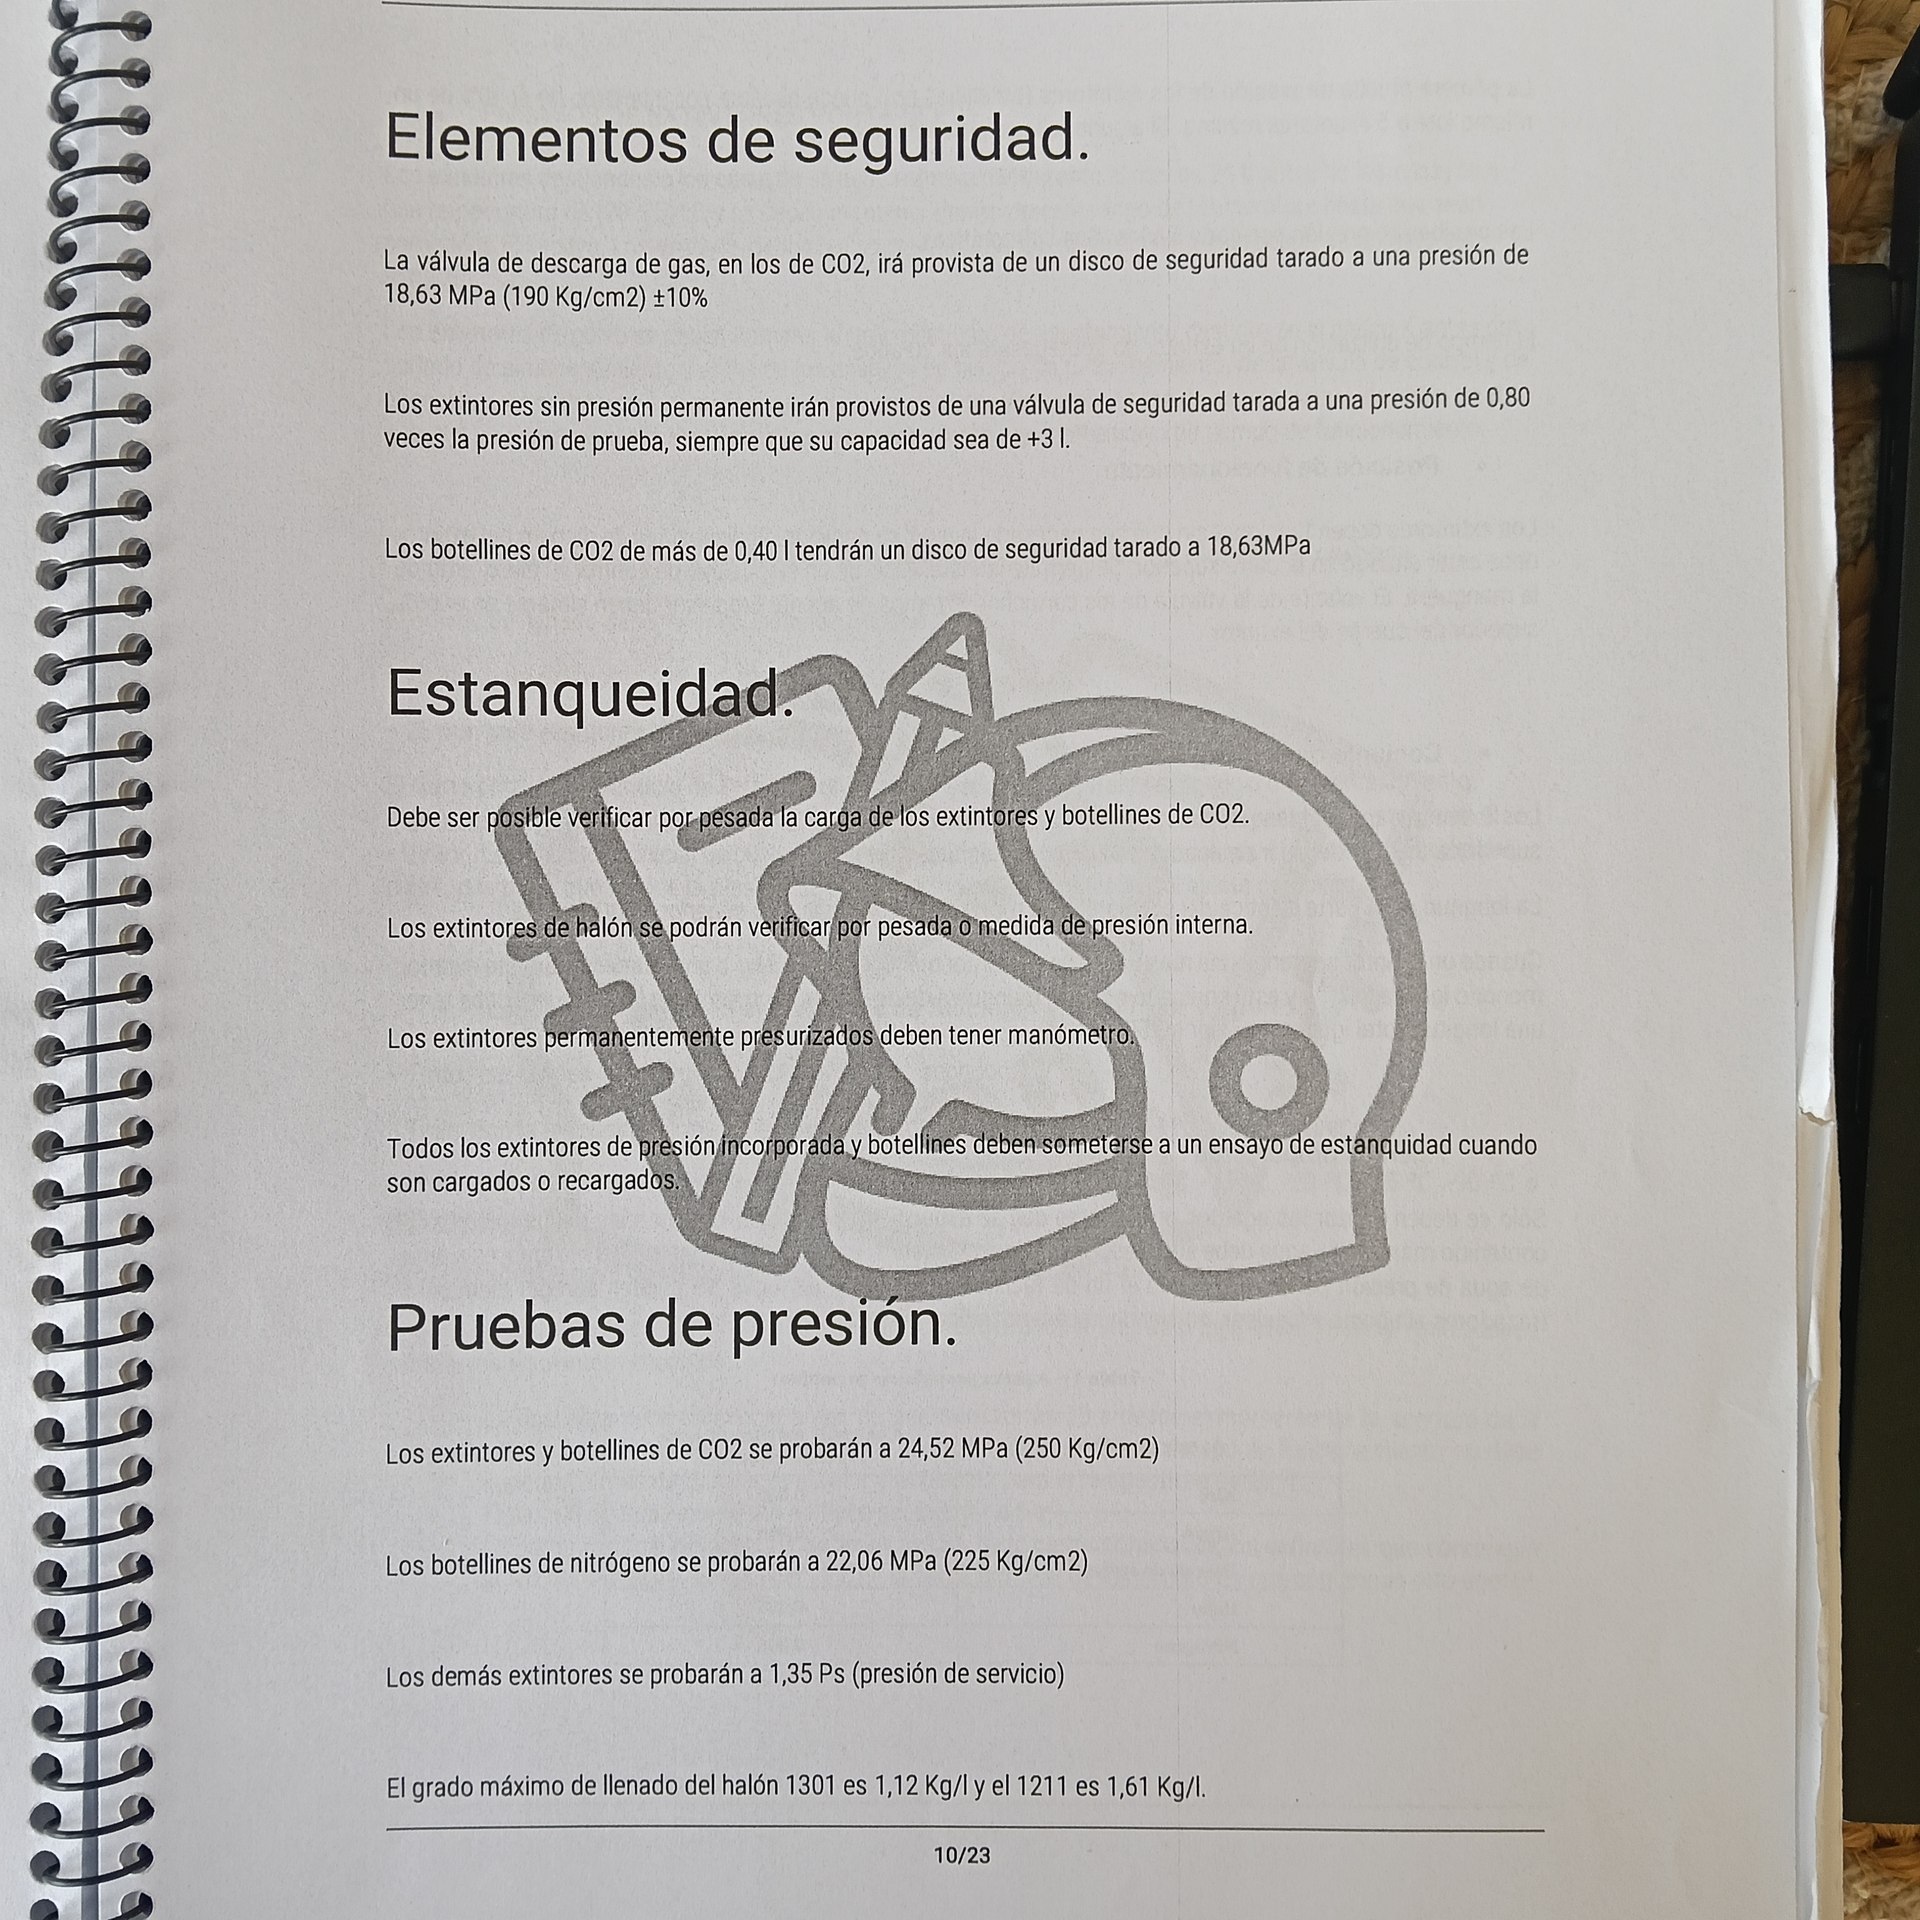 Elementos de seguridad.
La válvula de descarga de gas, en los de CO2, irá provista de un disco de seguridad tarado a una presión de
18,63 MPa (190 Kg/cm2) ±10%
Los extintores sin presión permanente irán provistos de una válvula de seguridad tarada a una presión de 0,80
veces la presión de prueba, siempre que su capacidad sea de +3 l.
Los botellines de CO2 de más de 0,40 l tendrán un disco de seguridad tarado a 18,63MPa
Estanqueidad.
Debe ser posible verificar por pesada la carga de los extintores y botellines de CO2.
Los extintores de halón se podrán verificar por pesada o medida de presión interna.
Los extintores permanentemente presurizados deben tener manómetro.
Todos los extintores de presión incorporada y botellines deben someterse a un ensayo de estanquidad cuando
son cargados o recargados.
Pruebas de presión.
Los extintores y botellines de CO2 se probarán a 24,52 MPa (250 Kg/cm2)
Los botellines de nitrógeno se probarán a 22,06 MPa (225 Kg/cm2)
Los demás extintores se probarán a 1,35 Ps (presión de servicio)
El grado máximo de llenado del halón 1301 es 1,12 Kg/l y el 1211 es 1,61 Kg/l.
10/23